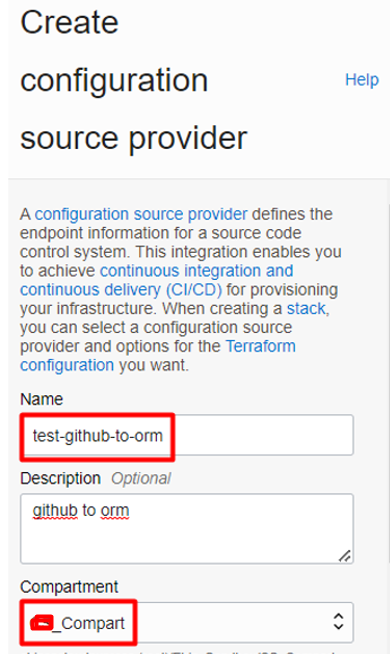 Create
configuration
Help
source provider
A configuration source provider defines the
endpoint information for a source code
control system. This integration enables you
to achieve continuous integration and
continuous delivery (CI/CD) for provisioning
your infrastructure. When creating a stack,
you can select a configuration source
provider and options for the Terraform
configuration you want.
Name
test-github-to-orm
Description Optional
github to orm
Compartment
_Compart